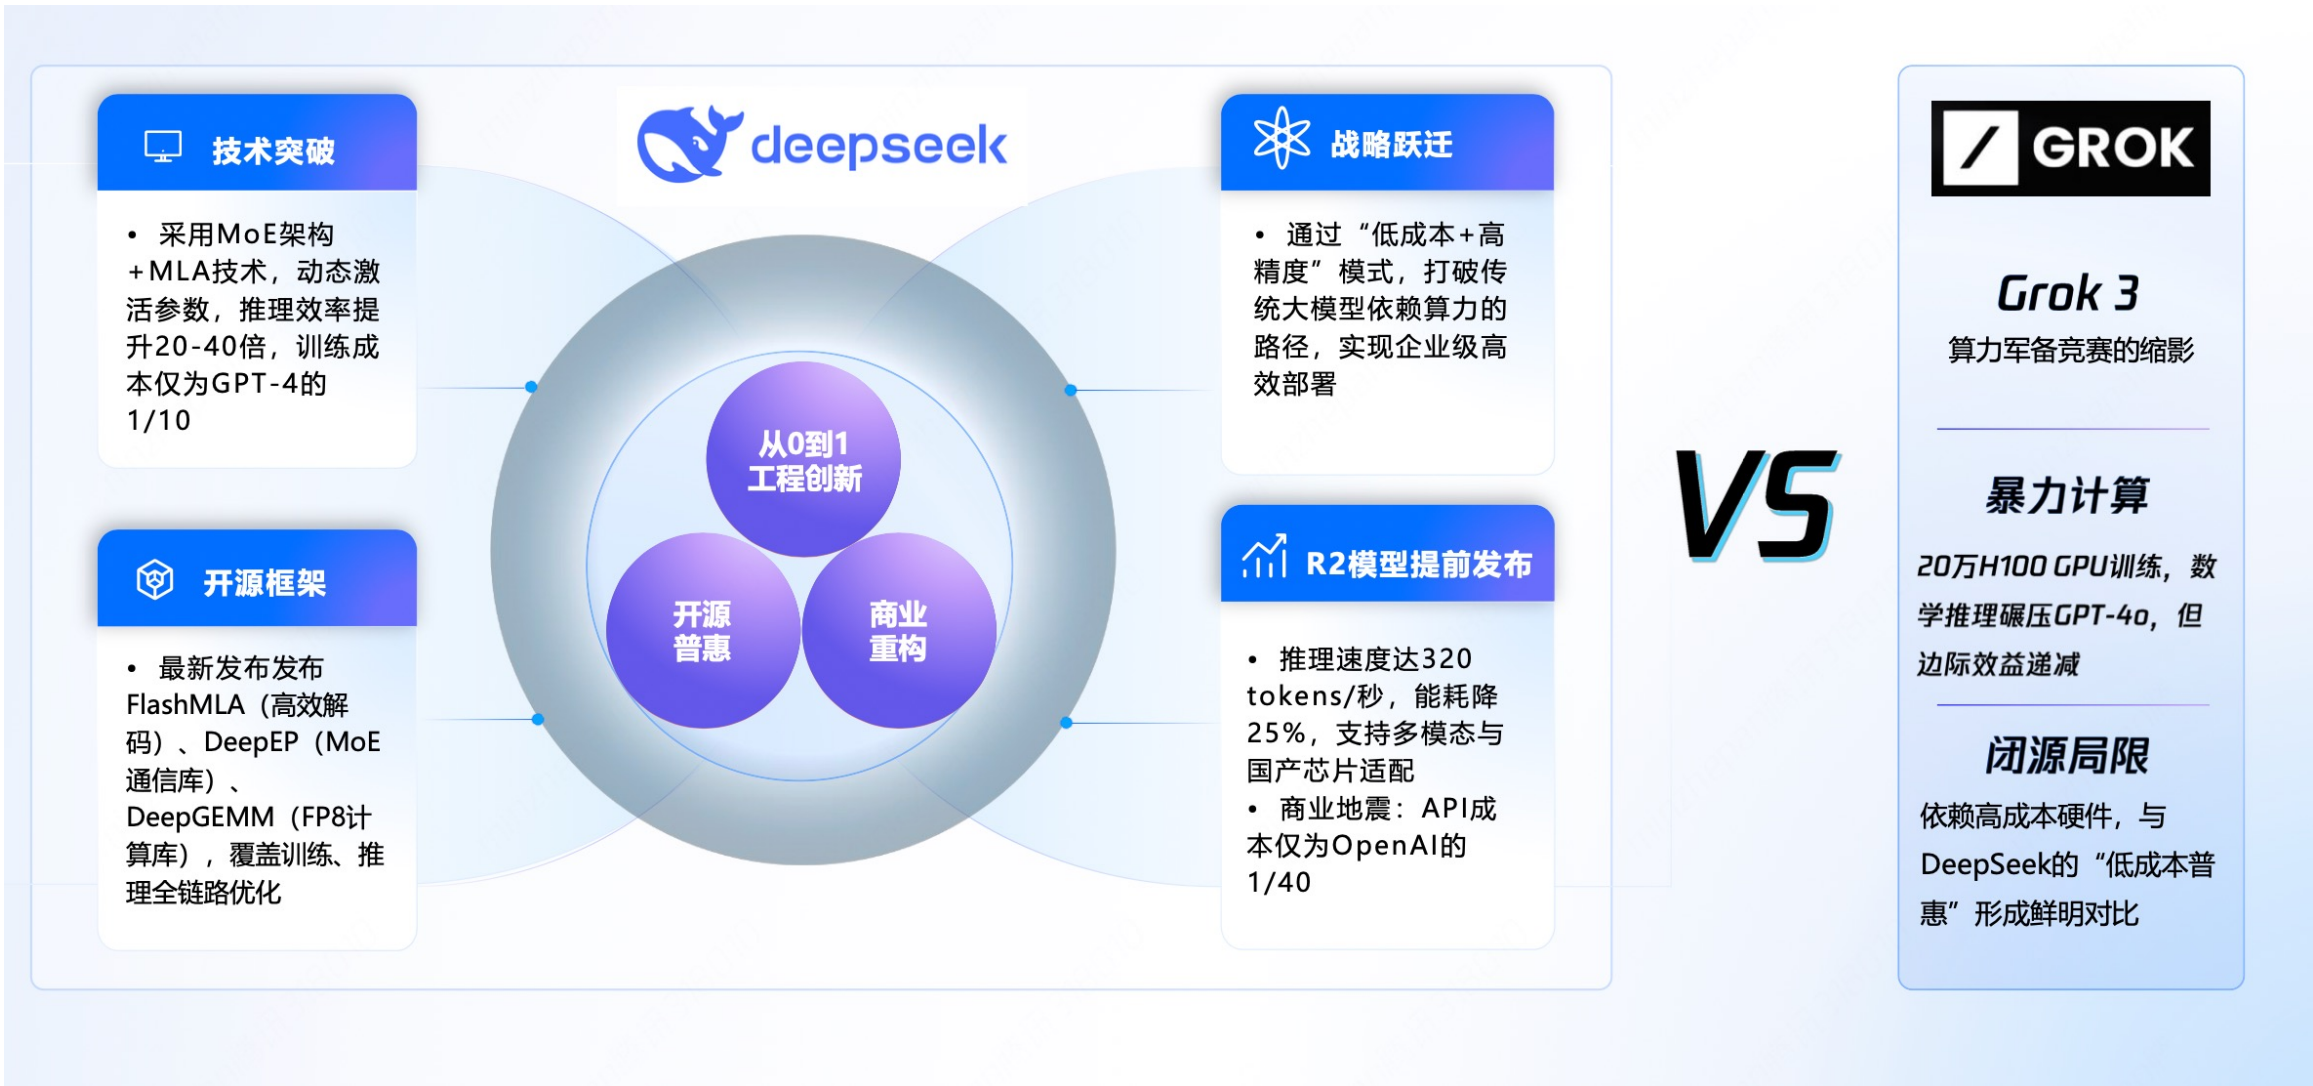 技术突破
• 采用MoE架构
+MLA技术，动态激
活参数，推理效率提
升20-40倍，训练成
本仅为GPT-4的
1/10
开源框架
• 最新发布发布
FlashMLA（高效解
码）、DeepEP（MoE
通信库）、
DeepGEMM（FP8计
算库），覆盖训练、推
理全链路优化
deepseek
从0到1
工程创新
开源
普惠
商业
重构
战略跃迁
• 通过“低成本+高
精度”模式，打破传
统大模型依赖算力的
路径，实现企业级高
效部署
R2模型提前发布
• 推理速度达320
tokens/秒，能耗降
25%，支持多模态与
国产芯片适配
• 商业地震：API成
本仅为OpenAI的
1/40
VS
GROK
Grok 3
算力军备竞赛的缩影
暴力计算
20万H100 GPU训练，数
学推理碾压GPT-4o，但
边际效益递减
闭源局限
依赖高成本硬件，与
DeepSeek的“低成本普
惠”形成鲜明对比